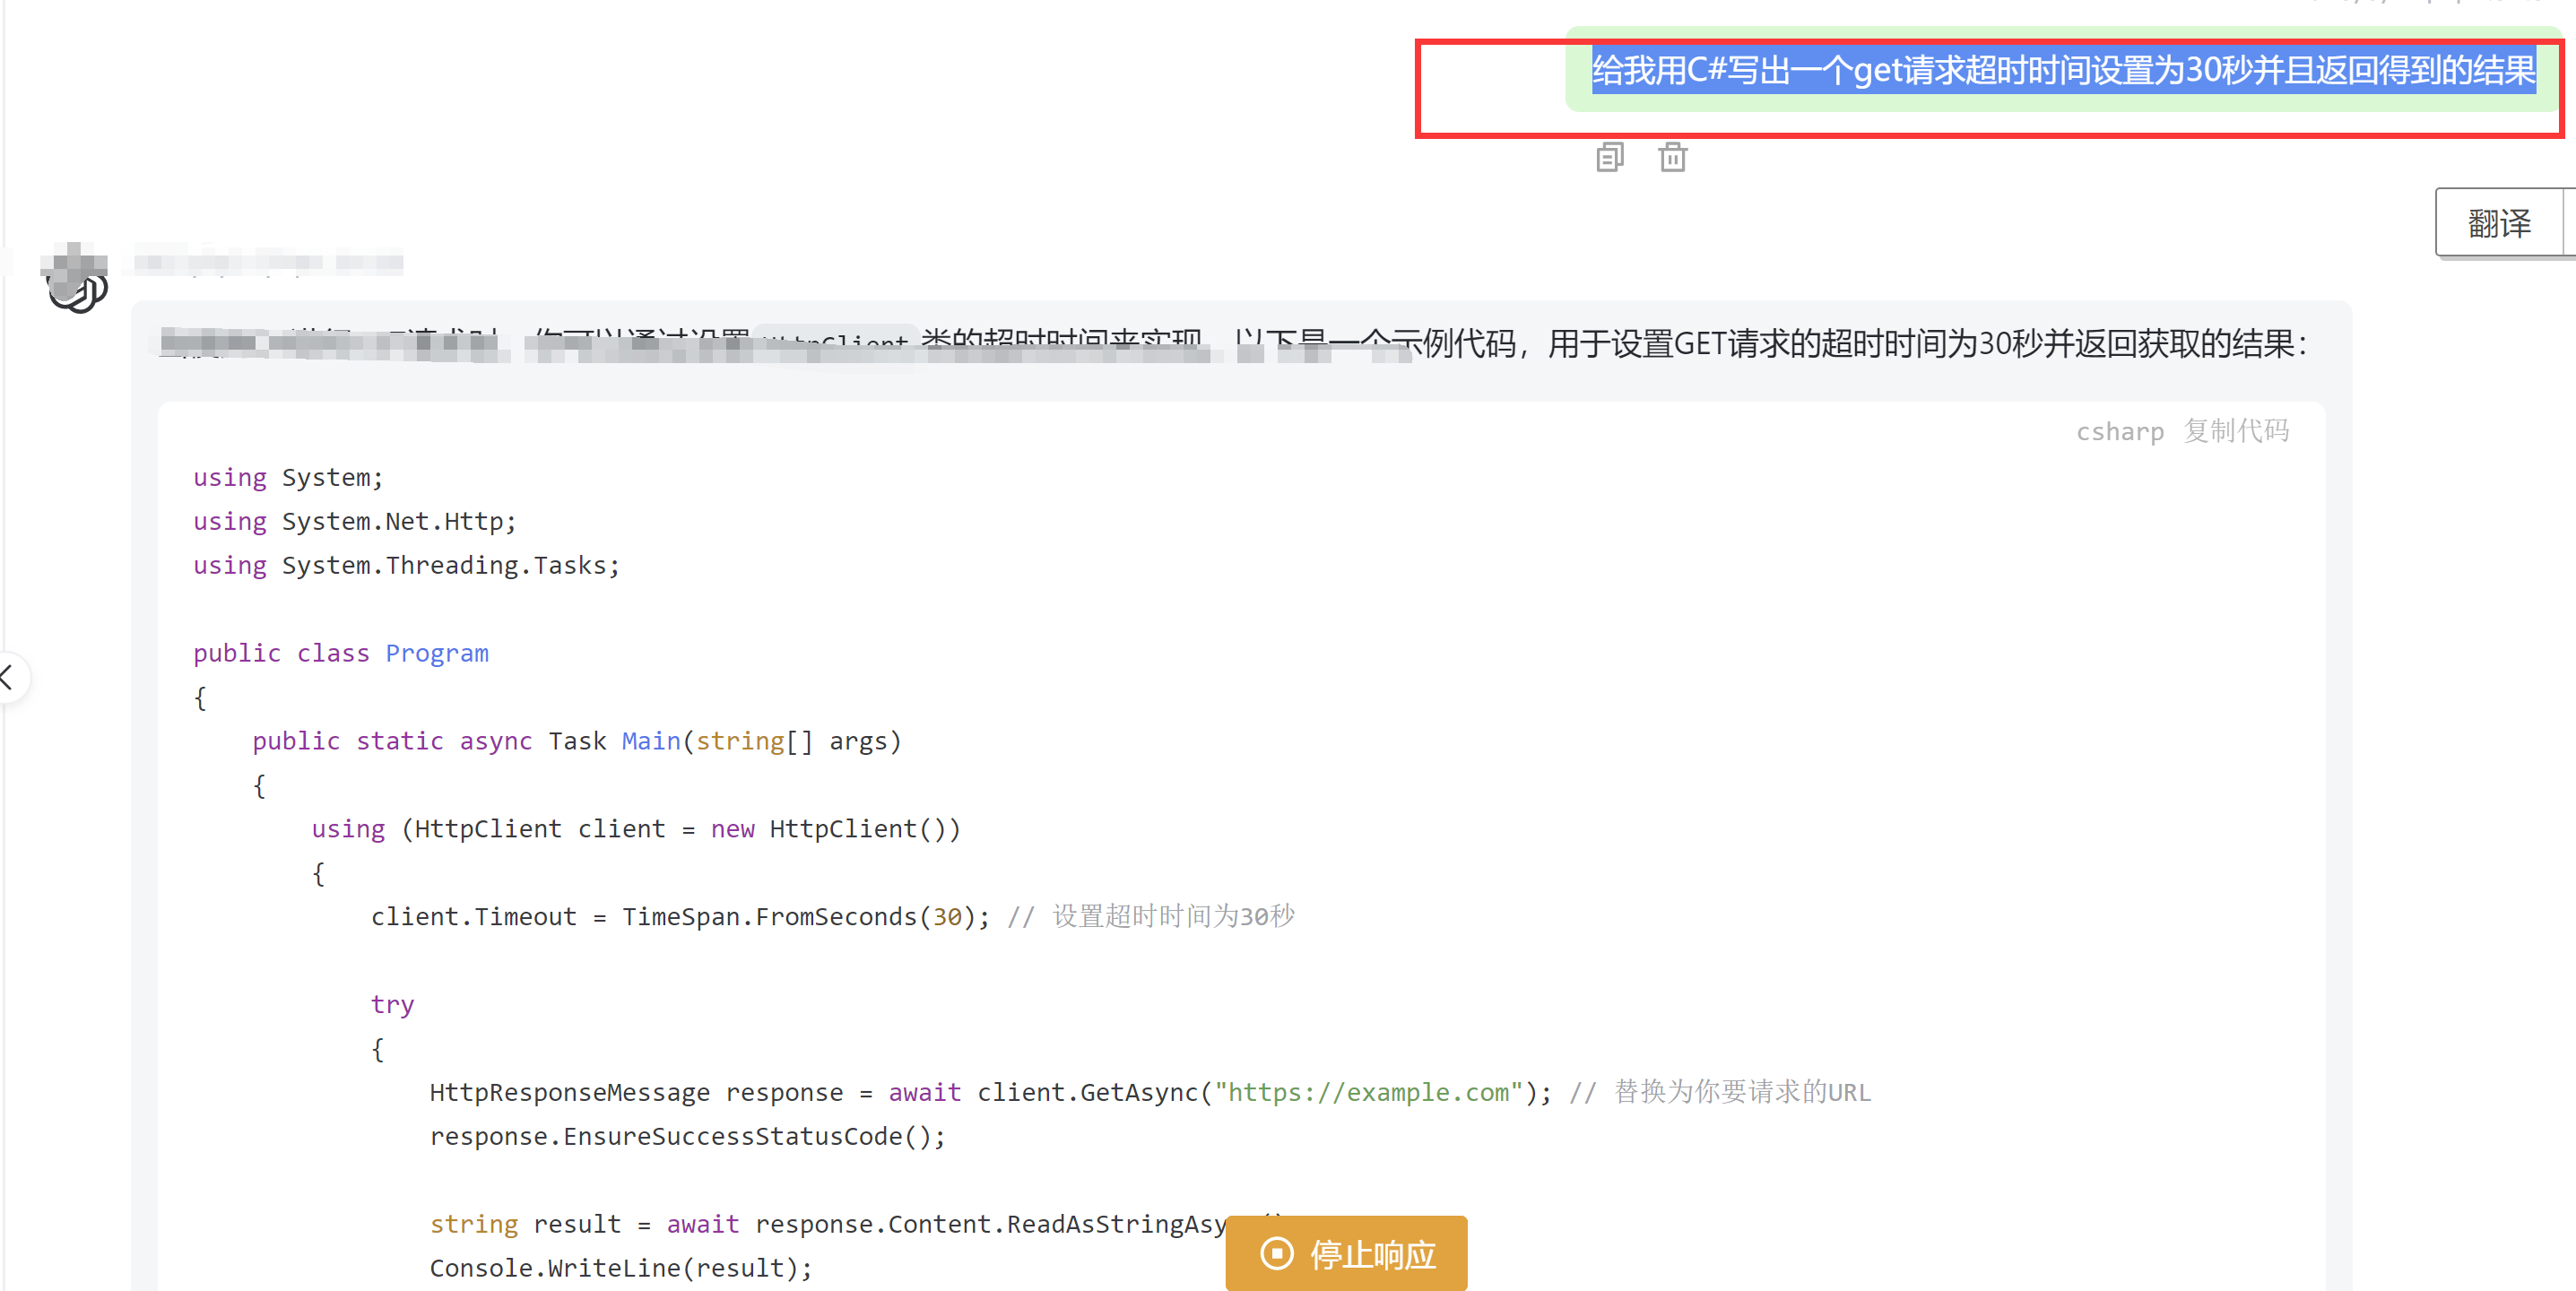 给我用C#写出一个get请求超时时间设置为30秒并且返回得到的结果
翻译
你可以通过设置 HttpClient 类的超时时间来实现。以下是一个示例代码，用于设置GET请求的超时时间为30秒并返回获取的结果：
csharp 复制代码
using System;
using System.Net.Http;
using System.Threading.Tasks;
public class Program
{
public static async Task Main(string[] args)
{
using (HttpClient client = new HttpClient())
{
client.Timeout = TimeSpan.FromSeconds(30); // 设置超时时间为30秒
try
{
HttpResponseMessage response = await client.GetAsync("https://example.com"); // 替换为你要请求的URL
response.EnsureSuccessStatusCode();
string result = await response.Content.ReadAsStringAsy
Console.WriteLine(result);
停止响应